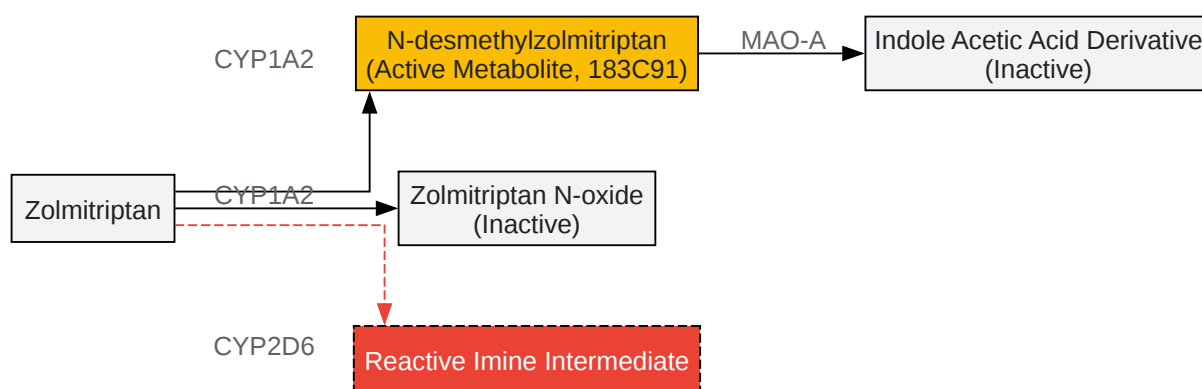 CYP1A2
N-desmethylzolmitriptan
(Active Metabolite, 183C91)
MAO-A
Indole Acetic Acid Derivative
(Inactive)
Zolmitriptan
CYP1A2
Zolmitriptan N-oxide
(Inactive)
CYP2D6
Reactive Imine Intermediate